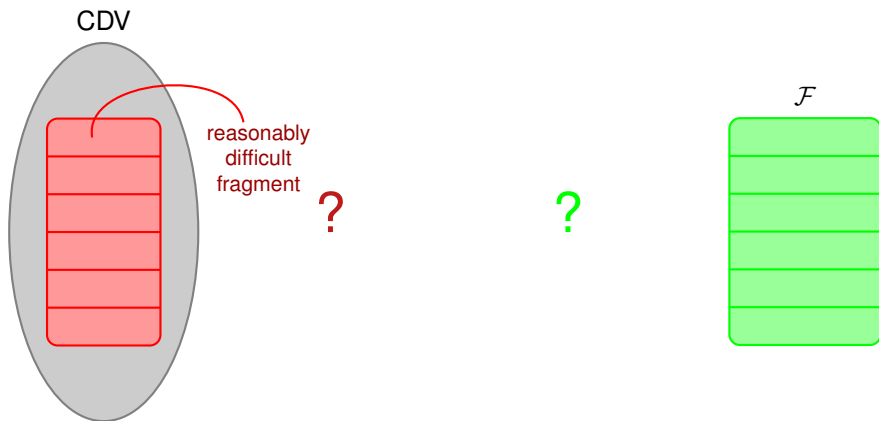 CDV
reasonably
difficult
fragment
?
?
ℱ